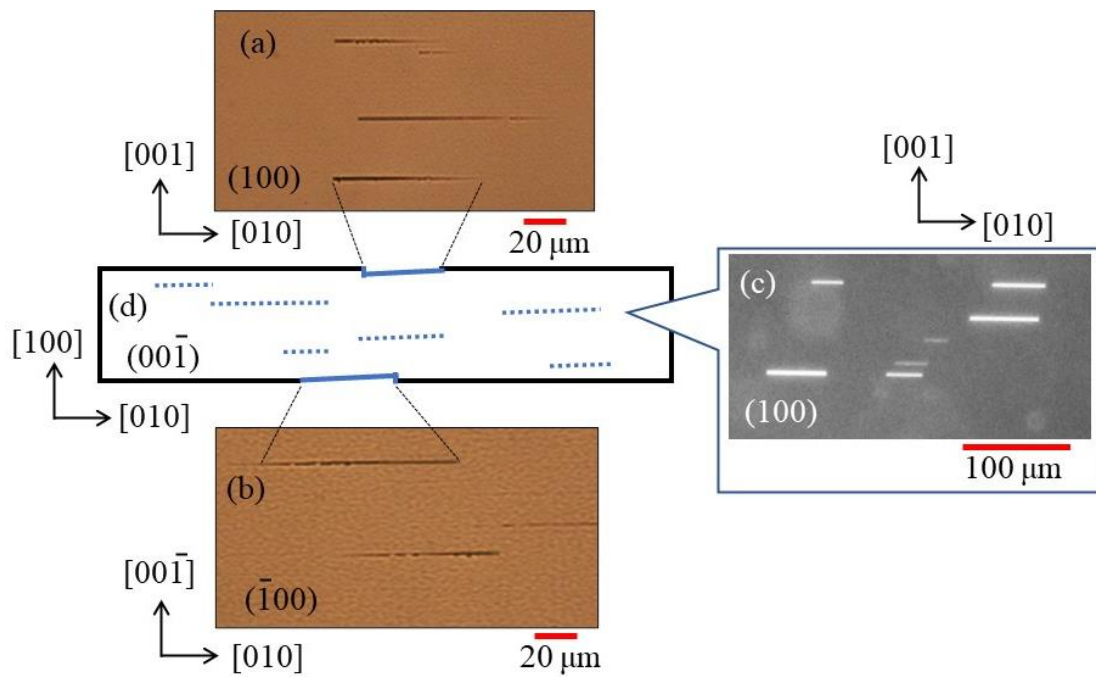 (a)
[001]
(100)
[010]
20 µm
[001]
[010]
(c)
(100)
100 µm
(d)
(001̄)
[100]
[010]
(b)
[001̄]
(1̄00)
[010]
20 µm